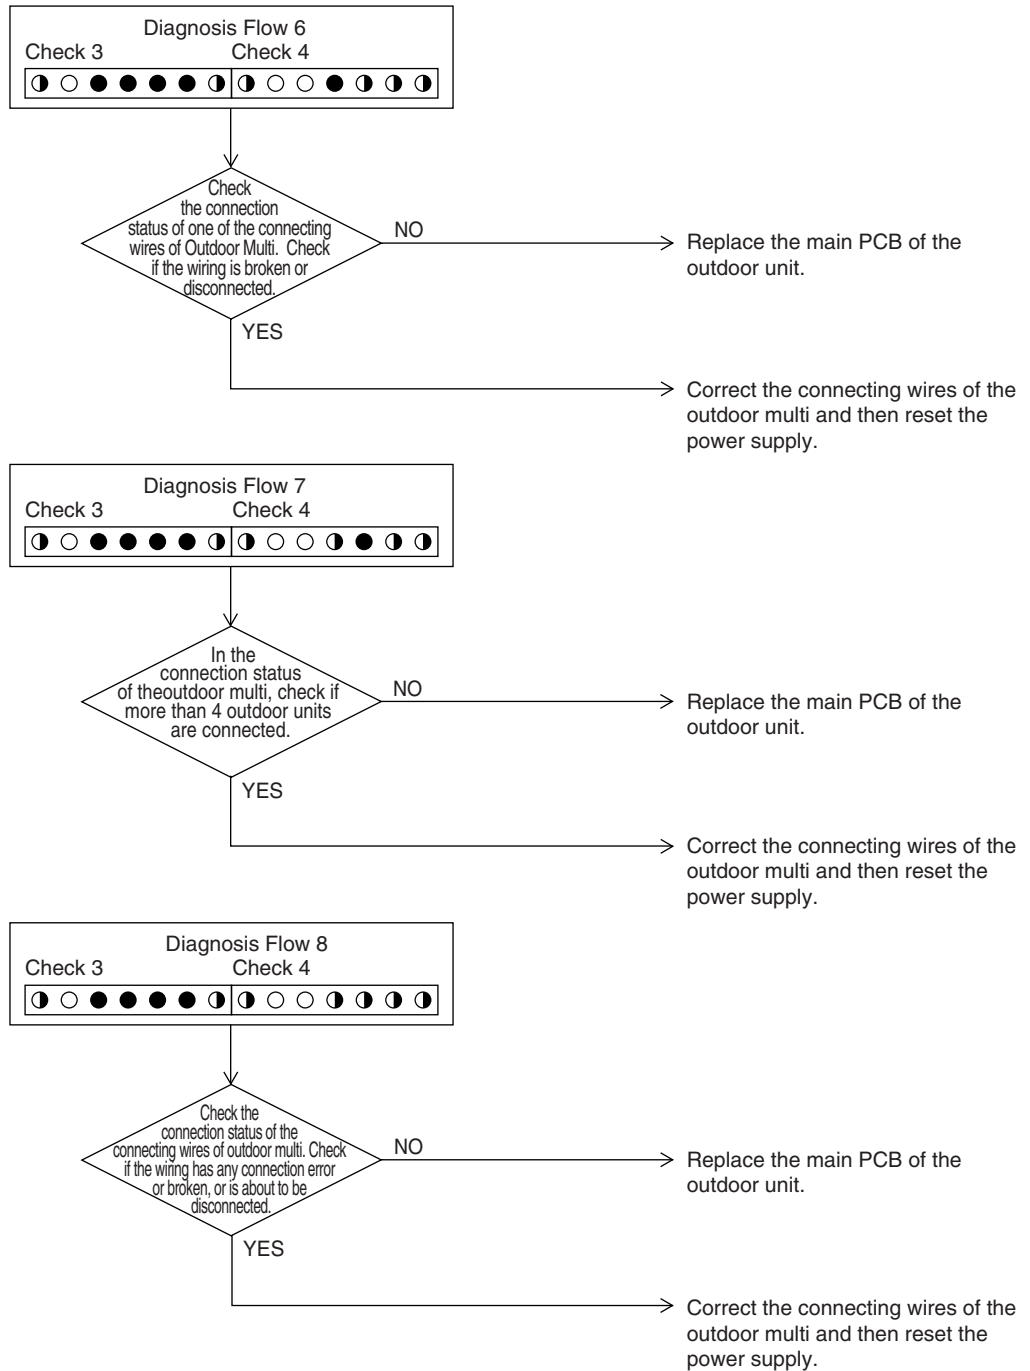 Diagnosis Flow 6
Check 3 Check 4
Check
the connection
status of one of the connecting
wires of Outdoor Multi. Check
if the wiring is broken or
disconnected.
NO
Replace the main PCB of the
outdoor unit.
YES
Correct the connecting wires of the
outdoor multi and then reset the
power supply.
Diagnosis Flow 7
Check 3 Check 4
In the
connection status
of theoutdoor multi, check if
more than 4 outdoor units
are connected.
NO
Replace the main PCB of the
outdoor unit.
YES
Correct the connecting wires of the
outdoor multi and then reset the
power supply.
Diagnosis Flow 8
Check 3 Check 4
Check the
connection status of the
connecting wires of outdoor multi. Check
if the wiring has any connection error
or broken, or is about to be
disconnected.
NO
Replace the main PCB of the
outdoor unit.
YES
Correct the connecting wires of the
outdoor multi and then reset the
power supply.